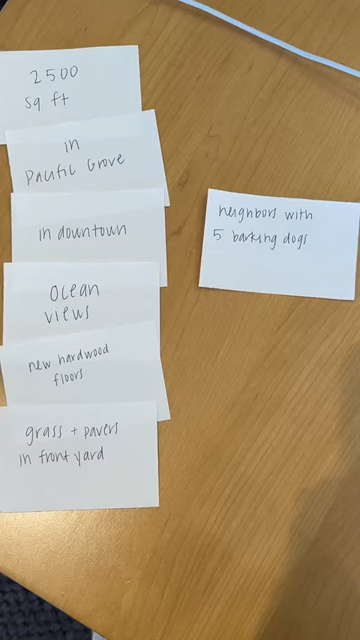 2500
sq. ft
in
Pacific Grove
in downtown
ocean
views
new hardwood
floors
grass + pavers
in front yard
neighbors with
5 barking dogs